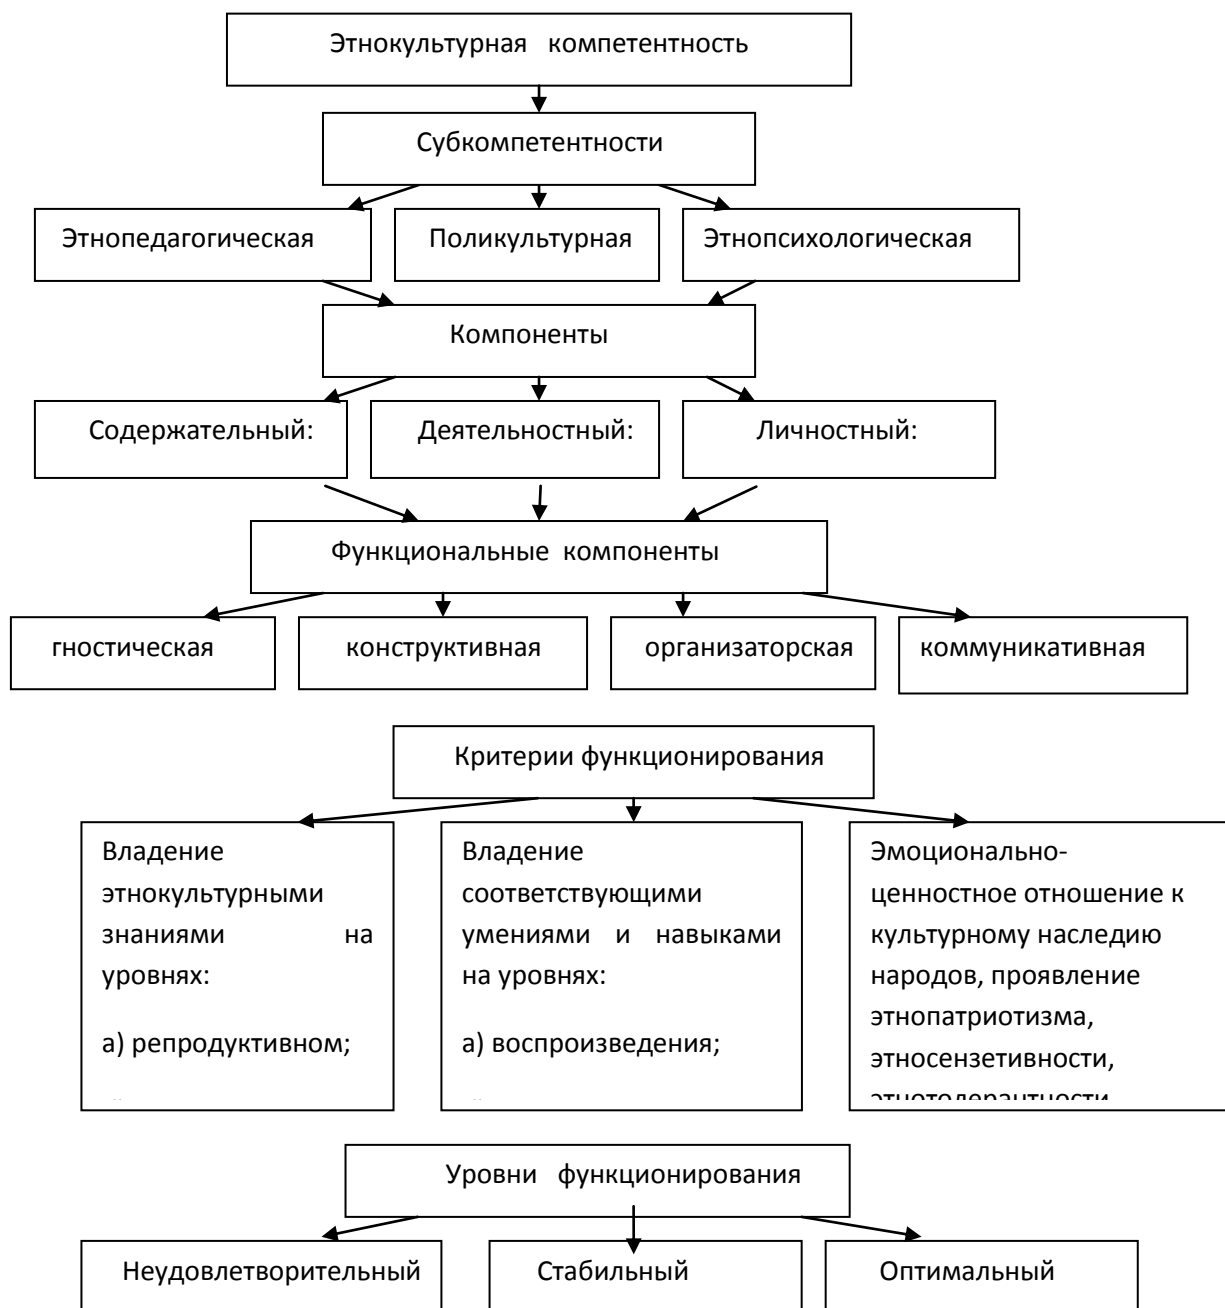 Этнокультурная компетентность
Субкомпетентности
Этнопедагогическая
Поликультурная
Этнопсихологическая
Компоненты
Содержательный:
Деятельностный:
Личностный:
Функциональные компоненты
гностическая
конструктивная
организаторская
коммуникативная
Критерии функционирования
Владение
этнокультурными
знаниями на
уровнях:
а) репродуктивном;
Владение
соответствующими
умениями и навыками
на уровнях:
а) воспроизведения;
Эмоционально-
ценностное отношение к
культурному наследию
народов, проявление
этнопатриотизма,
этносензетивности,
этнотолерантности
Уровни функционирования
Неудовлетворительный
Стабильный
Оптимальный